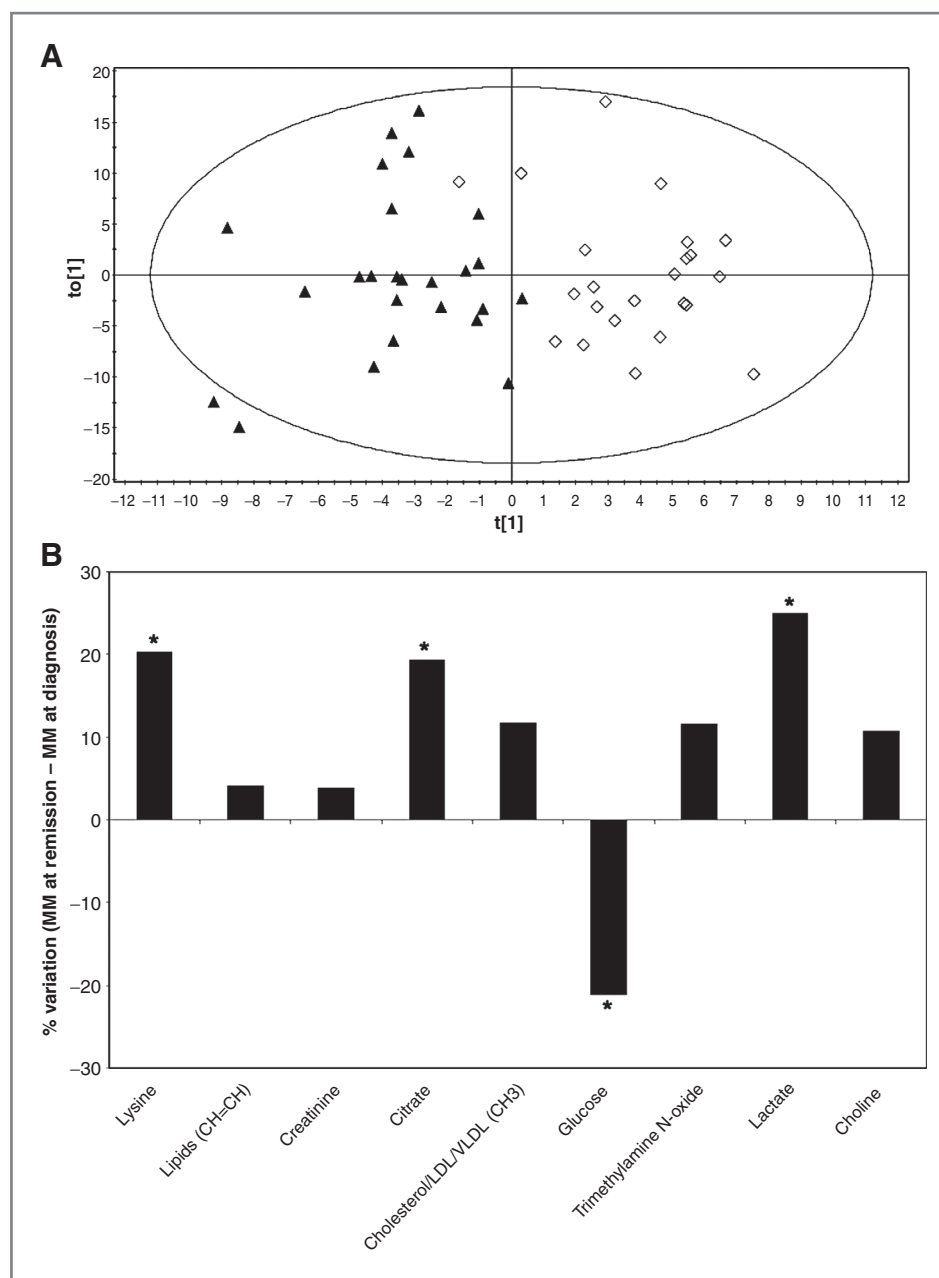 A
20
15
10
5
0
−5
−10
−15
−20
to[1]
−12 −11 −10 −9 −8 −7 −6 −5 −4 −3 −2 −1 0 1 2 3 4 5 6 7 8 9 10 11 12
t[1]
B
30
20
10
0
−10
−20
−30
% variation (MM at remission – MM at diagnosis)
*
*
*
*
Lysine
Lipids (CH=CH)
Creatinine
Citrate
Cholesterol/LDL/VLDL (CH3)
Glucose
Trimethylamine N-oxide
Lactate
Choline